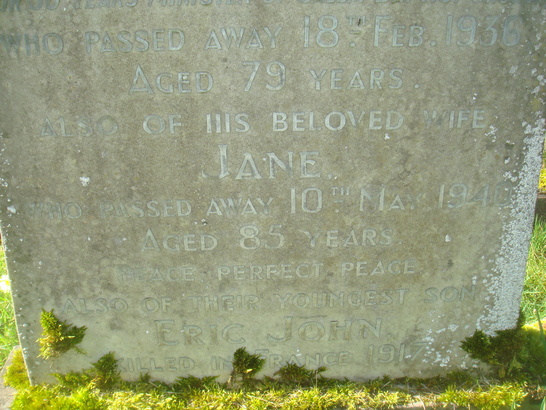 WHO PASSED AWAY 18TH FEB. 1936
AGED 79 YEARS.
ALSO OF HIS BELOVED WIFE
JANE
WHO PASSED AWAY 10TH MAY
AGED 85 YEARS
PEACE PERFECT PEACE
ALSO OF THEIR YOUNGEST SON
ERIC JOHN
KILLED IN FRANCE 1917